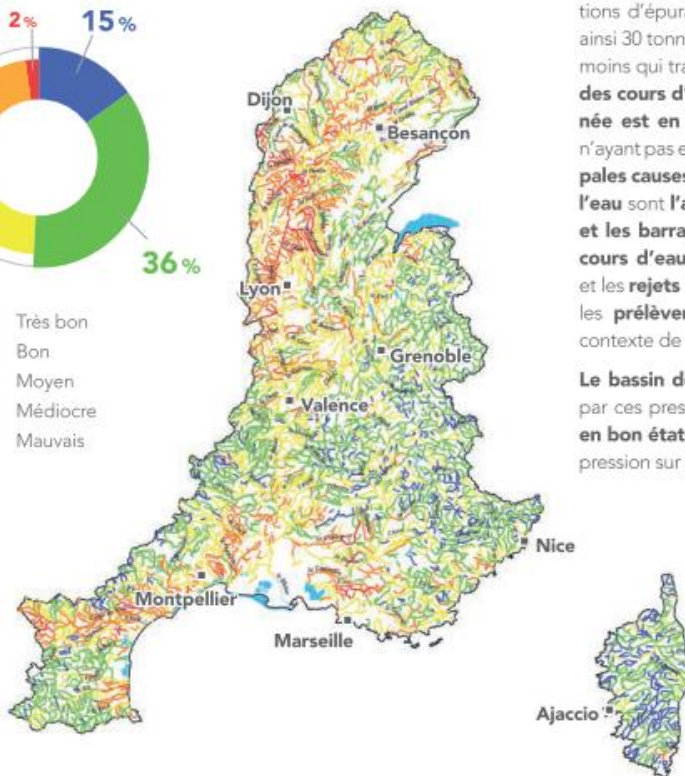 2%
15%
36%
Très bon
Bon
Moyen
Médiocre
Mauvais
Dijon
Besançon
Lyon
Grenoble
Valence
Nice
Montpellier
Marseille
Ajaccio
tions d'épura
ainsi 30 tonn
moins qui tra
des cours d'
née est en
n'ayant pas e
pales causes
l'eau sont l'a
et les barra
cours d'eau
et les rejets
les prélèver
contexte de
Le bassin de
par ces pres
en bon état
pression sur